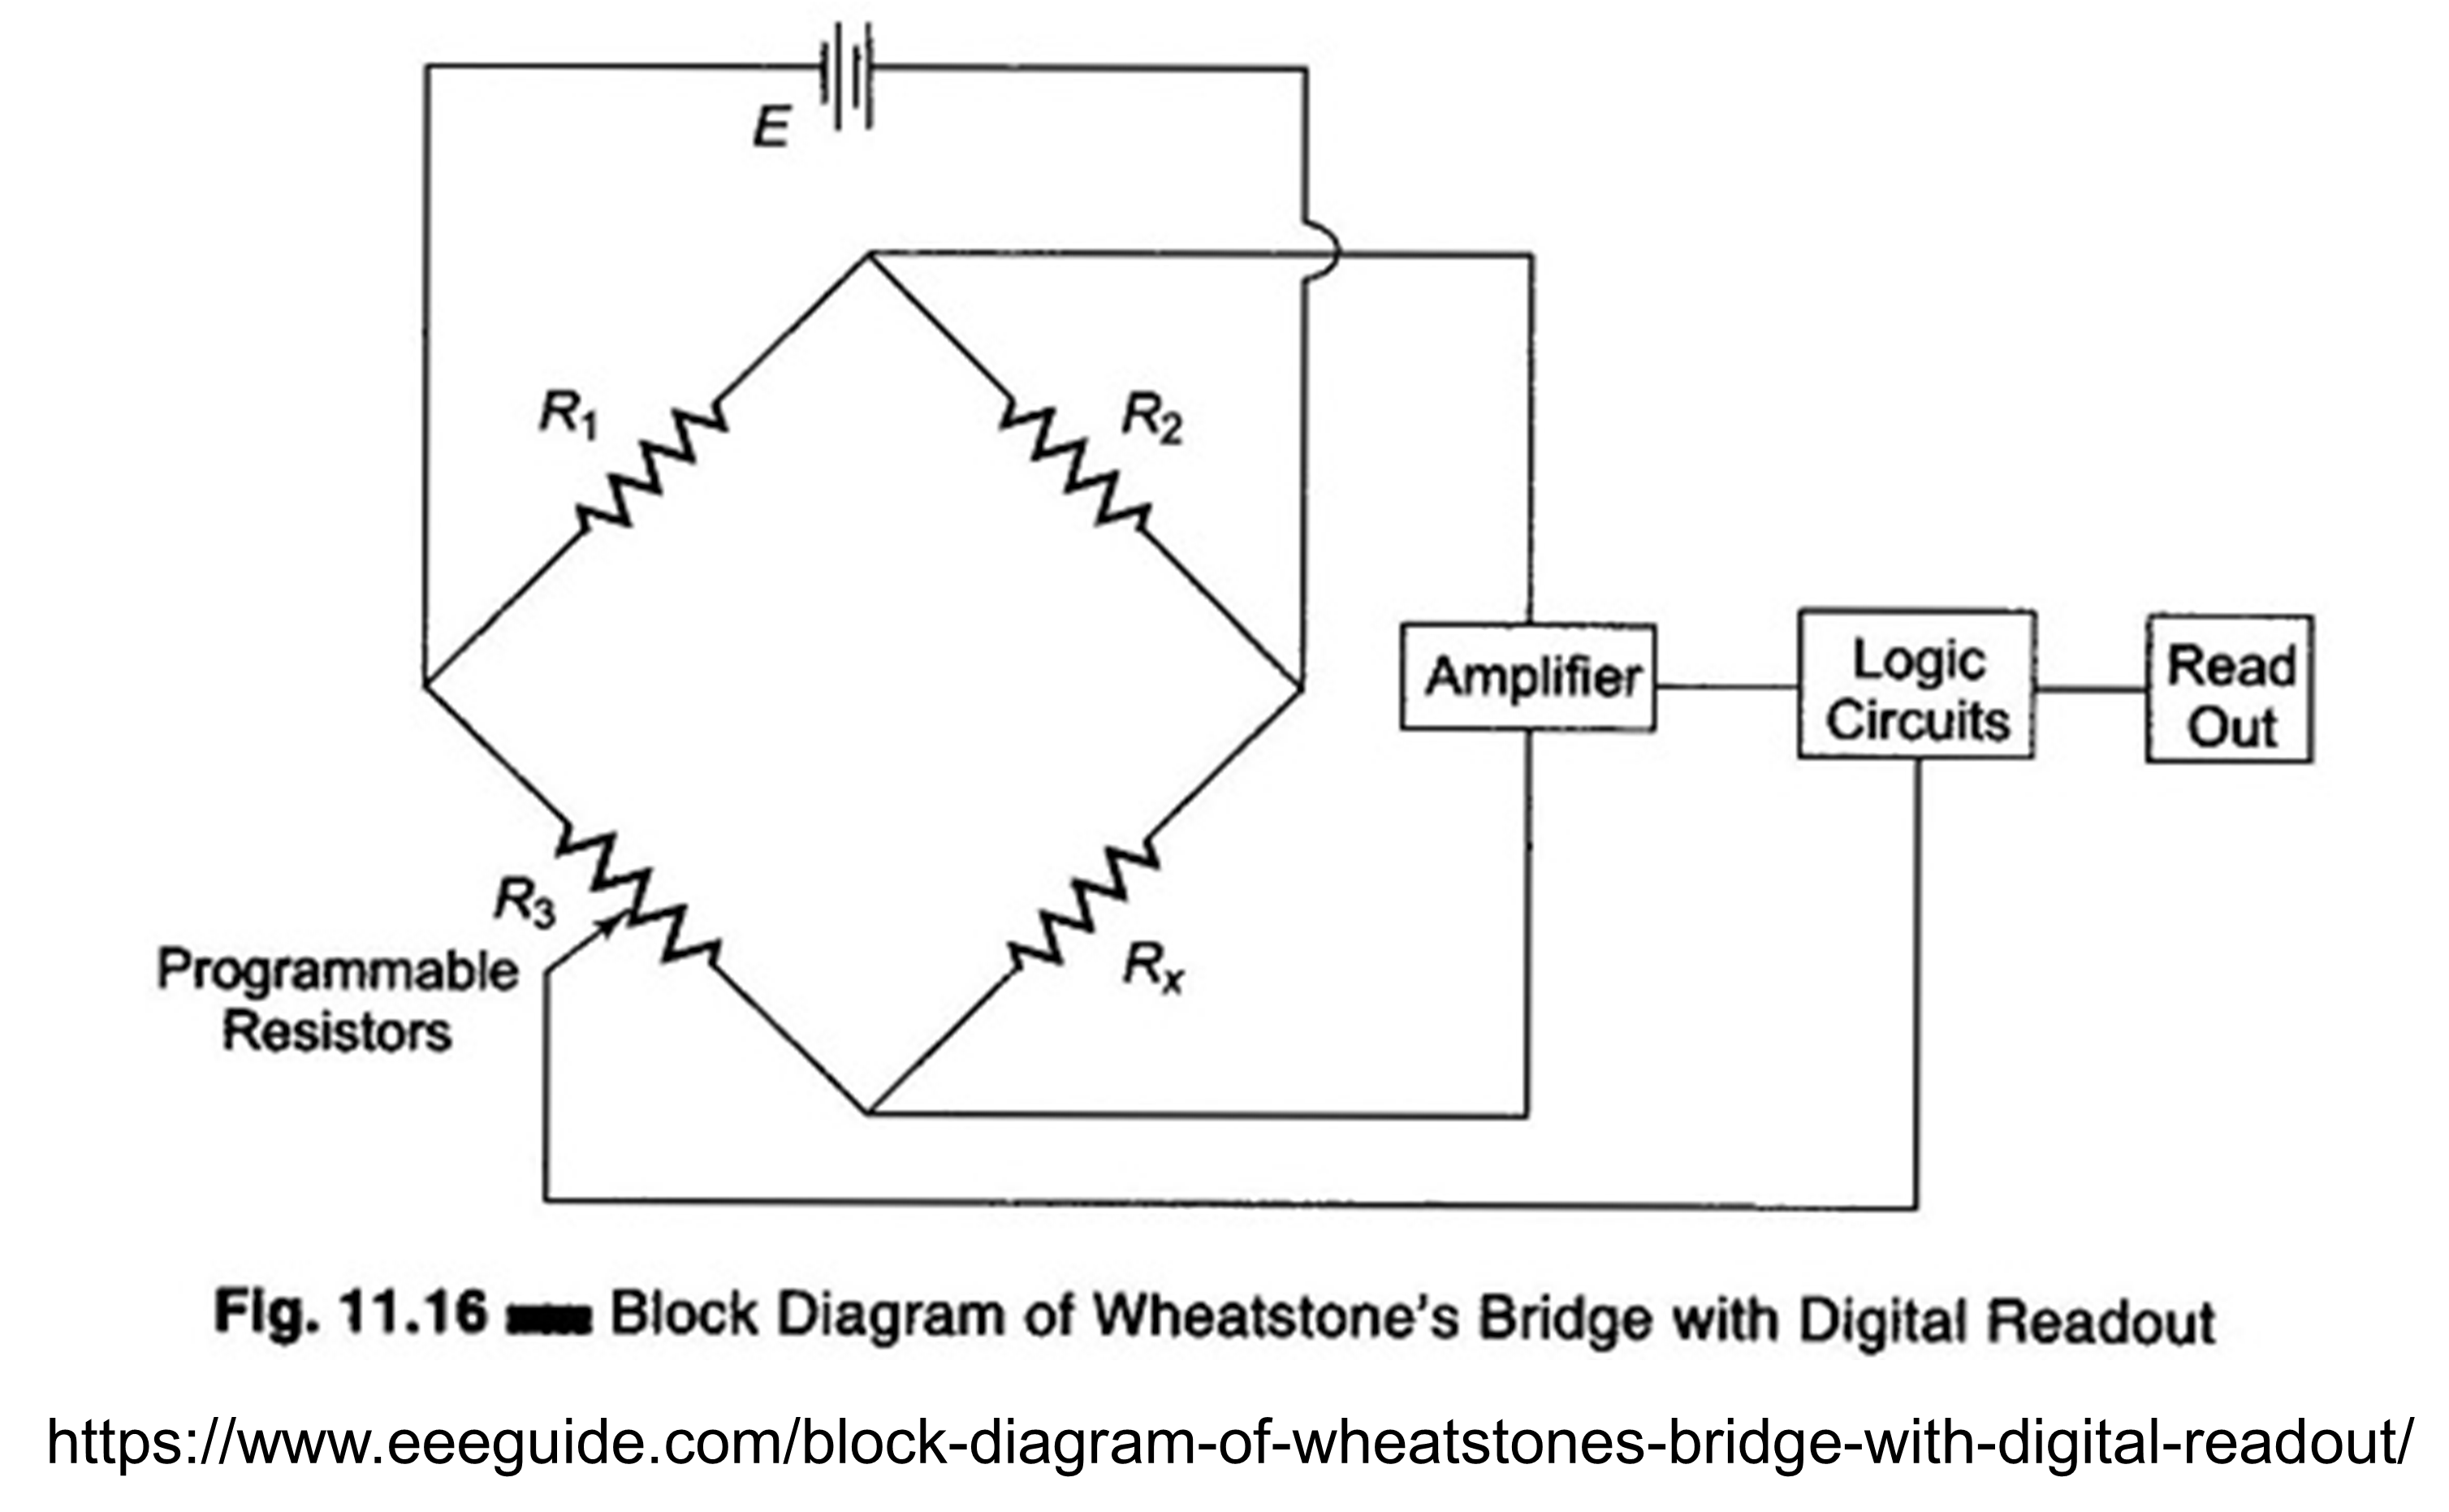 E
R1
R2
Amplifier
Logic
Circuits
Read
Out
R3
Programmable
Resistors
Rx
Fig. 11.16 Block Diagram of Wheatstone's Bridge with Digital Readout
https://www.eeeguide.com/block-diagram-of-wheatstones-bridge-with-digital-readout/